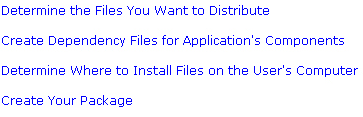 Determine the Files You Want to Distribute
Create Dependency Files for Application's Components
Determine Where to Install Files on the User's Computer
Create Your Package